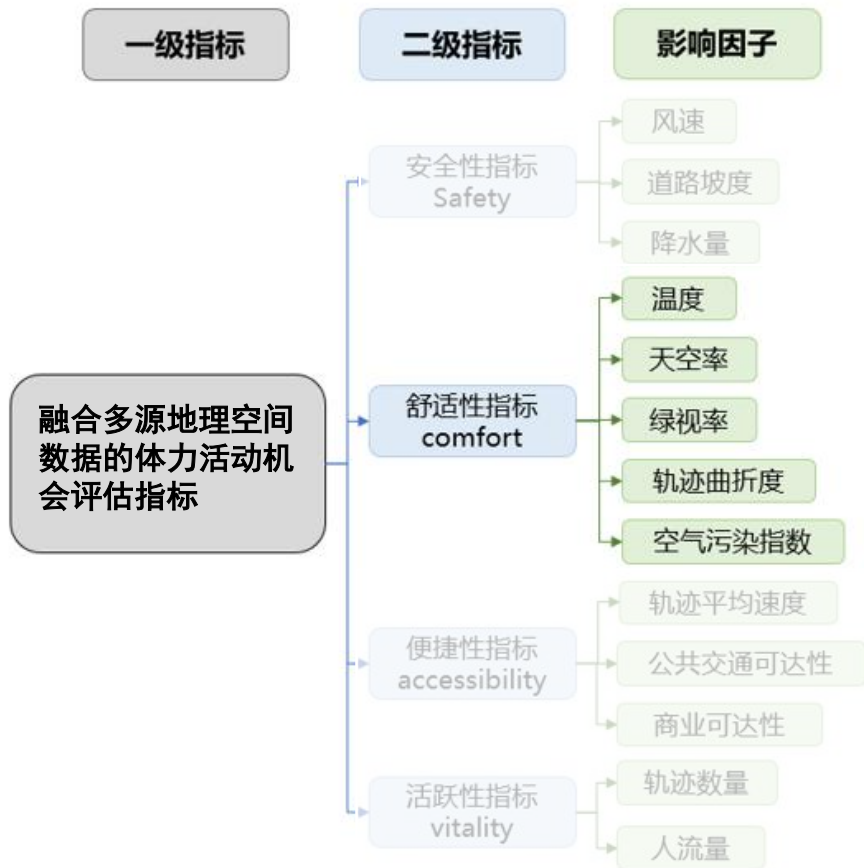 一级指标
二级指标
影响因子
融合多源地理空间
数据的体力活动机
会评估指标
安全性指标
Safety
风速
道路坡度
降水量
舒适性指标
comfort
温度
天空率
绿视率
轨迹曲折度
空气污染指数
便捷性指标
accessibility
轨迹平均速度
公共交通可达性
商业可达性
活跃性指标
vitality
轨迹数量
人流量